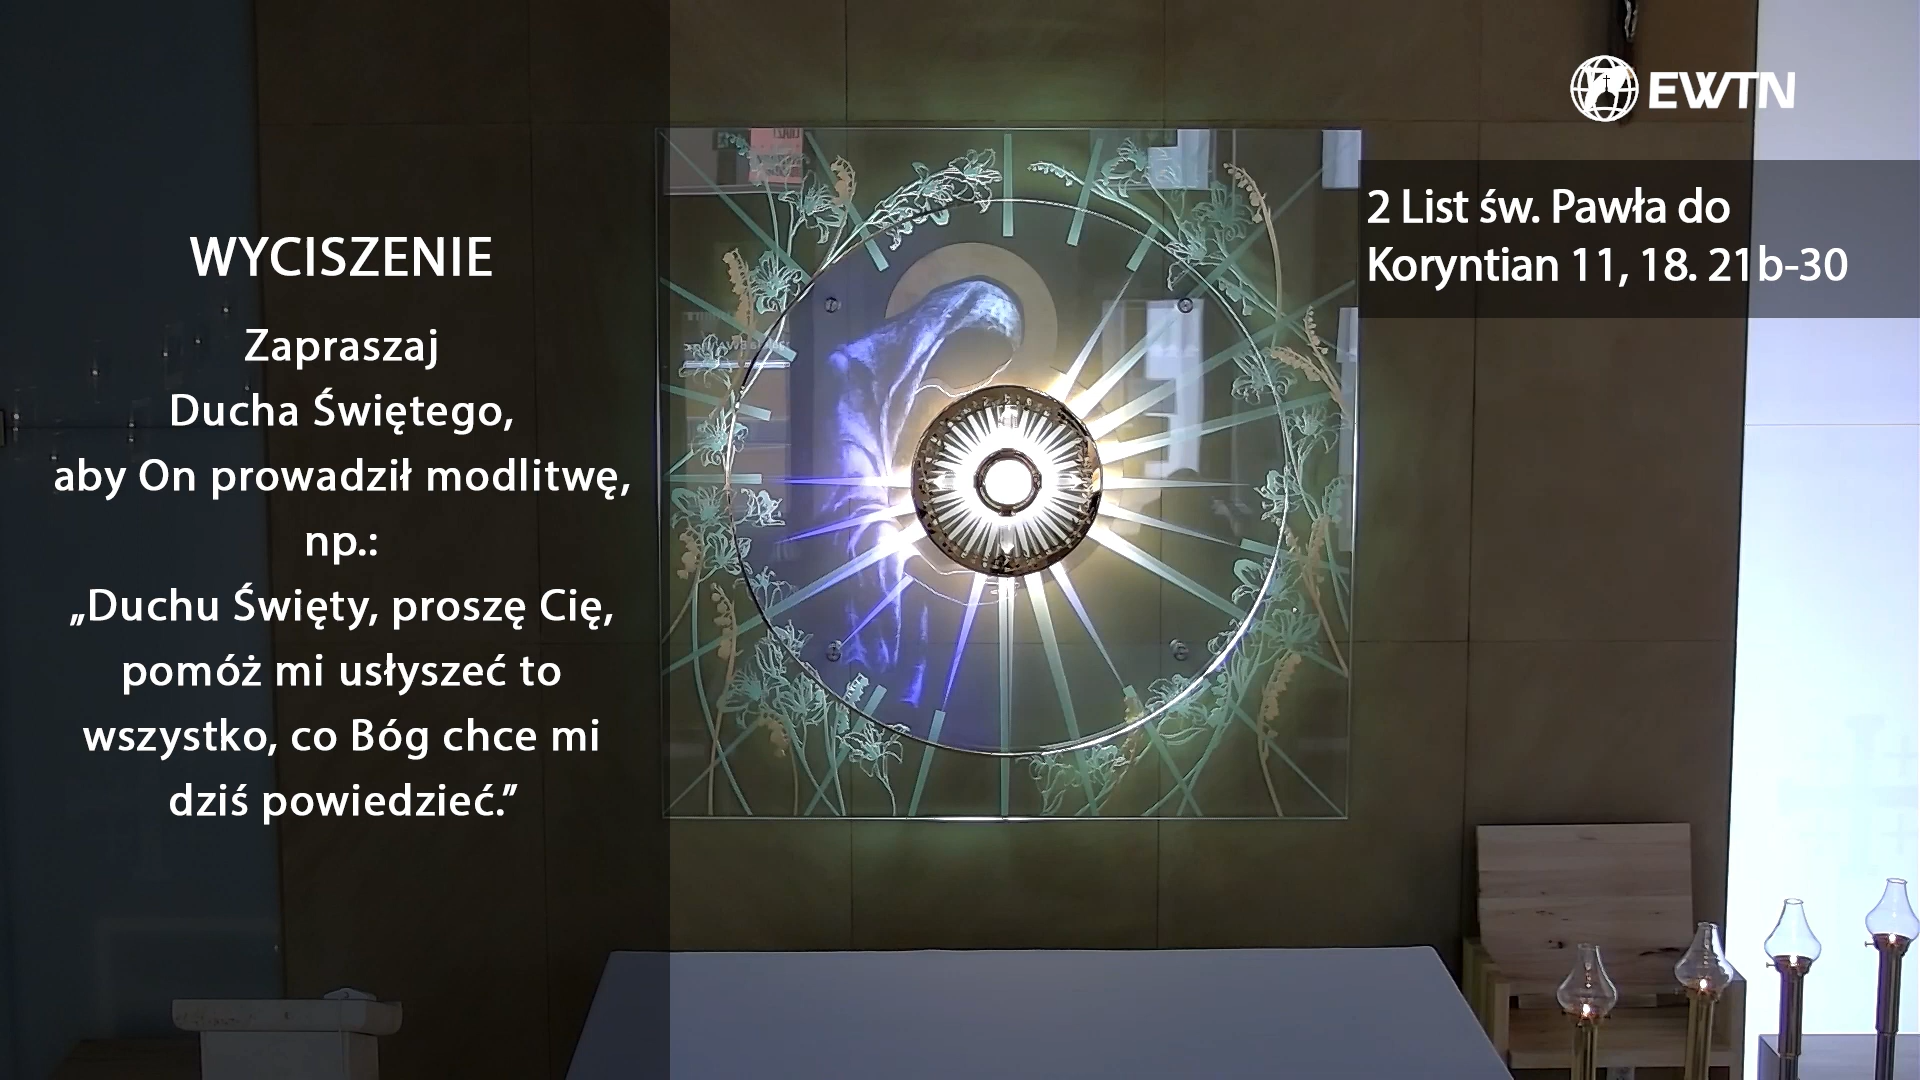 WYCISZENIE
Zapraszaj
Ducha Świętego,
aby On prowadził modlitwę,
np.:
„Duchu Święty, proszę Cię,
pomóż mi usłyszeć to
wszystko, co Bóg chce mi
dziś powiedzieć.”
EWTN
2 List św. Pawła do
Koryntian 11, 18. 21b-30